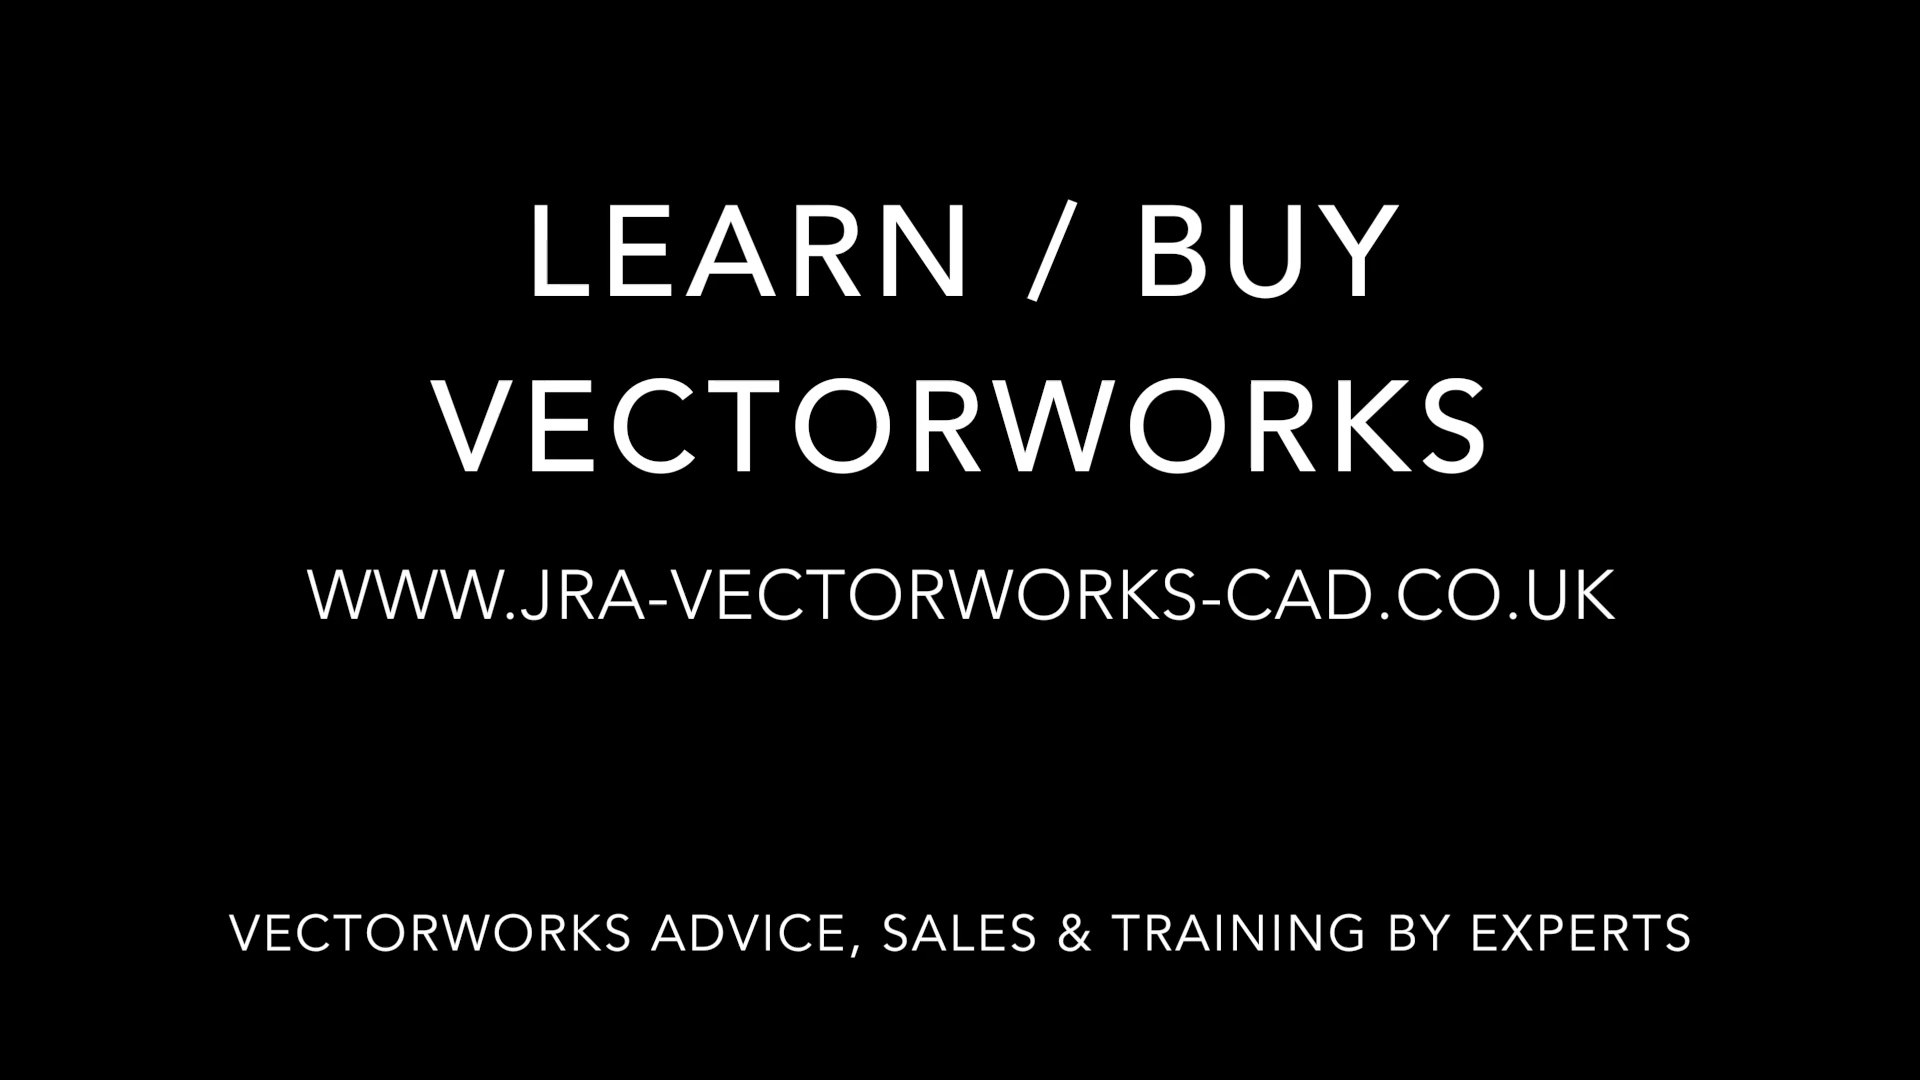 LEARN / BUY
VECTORWORKS
WWW.JRA-VECTORWORKS-CAD.CO.UK
VECTORWORKS ADVICE, SALES & TRAINING BY EXPERTS